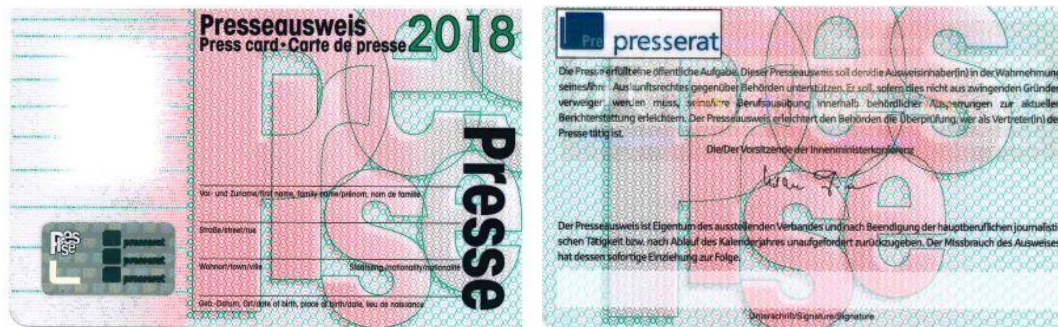 Presseausweis 2018
Press card·Carte de presse
Presse
Vor- und Zuname/first name, family name/prénom, nom de famille
Straße/street/rue
Wohnort/town/ville Staatsang./nationality/nationalité
Geb.-Datum, Ort/date of birth, place of birth/date, lieu de naissance
Presse
presserat
presserat
presserat
Presse
presserat
Die Presse erfüllt eine öffentliche Aufgabe. Dieser Presseausweis soll den/die Ausweisinhaber(in) in der Wahrnehmung
seines/ihre Auskunftsrechtes gegenüber Behörden unterstützen. Er soll, sofern dies nicht aus zwingenden Gründen
verweiger werden muss, seine/ihre Berufsausübung innerhalb behördlicher Absperrungen zur aktuellen
Berichterstattung erleichtern. Der Presseausweis erleichtert den Behörden die Überprüfung, wer als Vertreter(in) der
Presse tätig ist.
Die/Der Vorsitzende der Innenministerkonferenz
Der Presseausweis ist Eigentum des ausstellenden Verbandes und nach Beendigung der hauptberuflichen journalisti-
schen Tätigkeit bzw. nach Ablauf des Kalenderjahres unaufgefordert zurückzugeben. Der Missbrauch des Ausweises
hat dessen sofortige Einziehung zur Folge.
Unterschrift/Signature/Signature